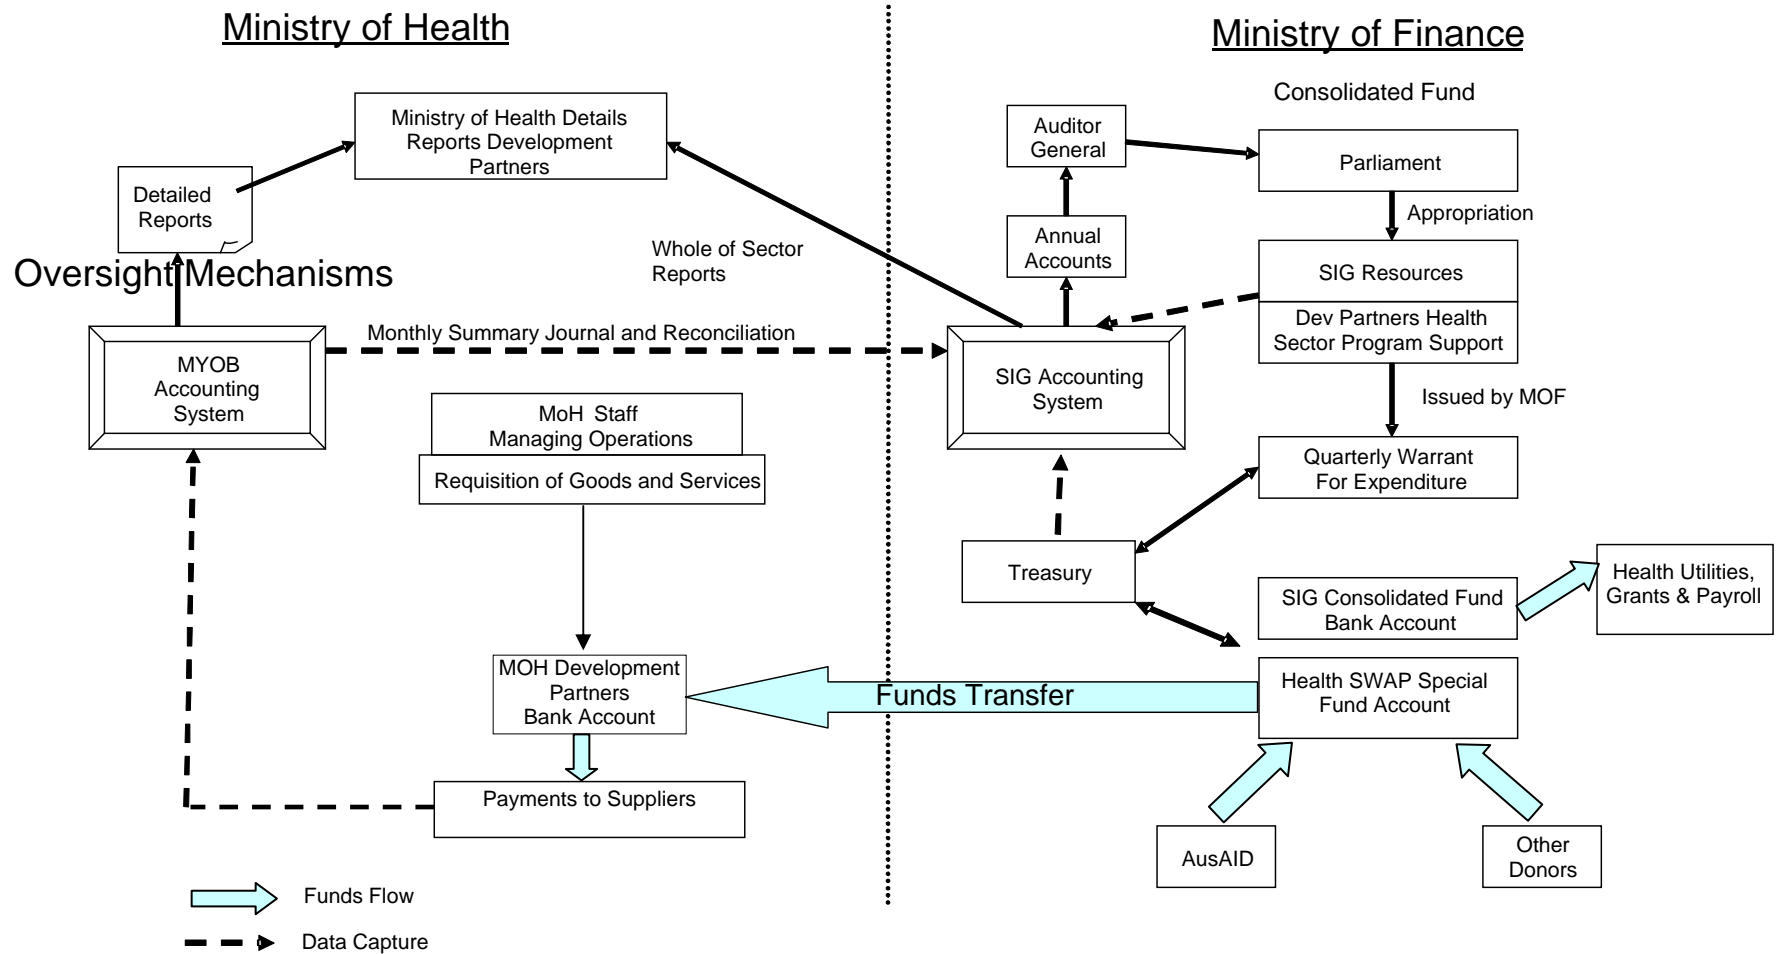 Ministry of Health
Ministry of Finance
Consolidated Fund
Ministry of Health Details
Reports Development
Partners
Auditor
General
Parliament
Detailed
Reports
Appropriation
Annual
Accounts
Whole of Sector
Reports
SIG Resources
Oversight Mechanisms
Dev Partners Health
Sector Program Support
Monthly Summary Journal and Reconciliation
MYOB
Accounting
System
SIG Accounting
System
Issued by MOF
MoH Staff
Managing Operations
Requisition of Goods and Services
Quarterly Warrant
For Expenditure
Treasury
Health Utilities,
Grants & Payroll
SIG Consolidated Fund
Bank Account
MOH Development
Partners
Bank Account
Funds Transfer
Health SWAP Special
Fund Account
Payments to Suppliers
AusAID
Other
Donors
Funds Flow
Data Capture